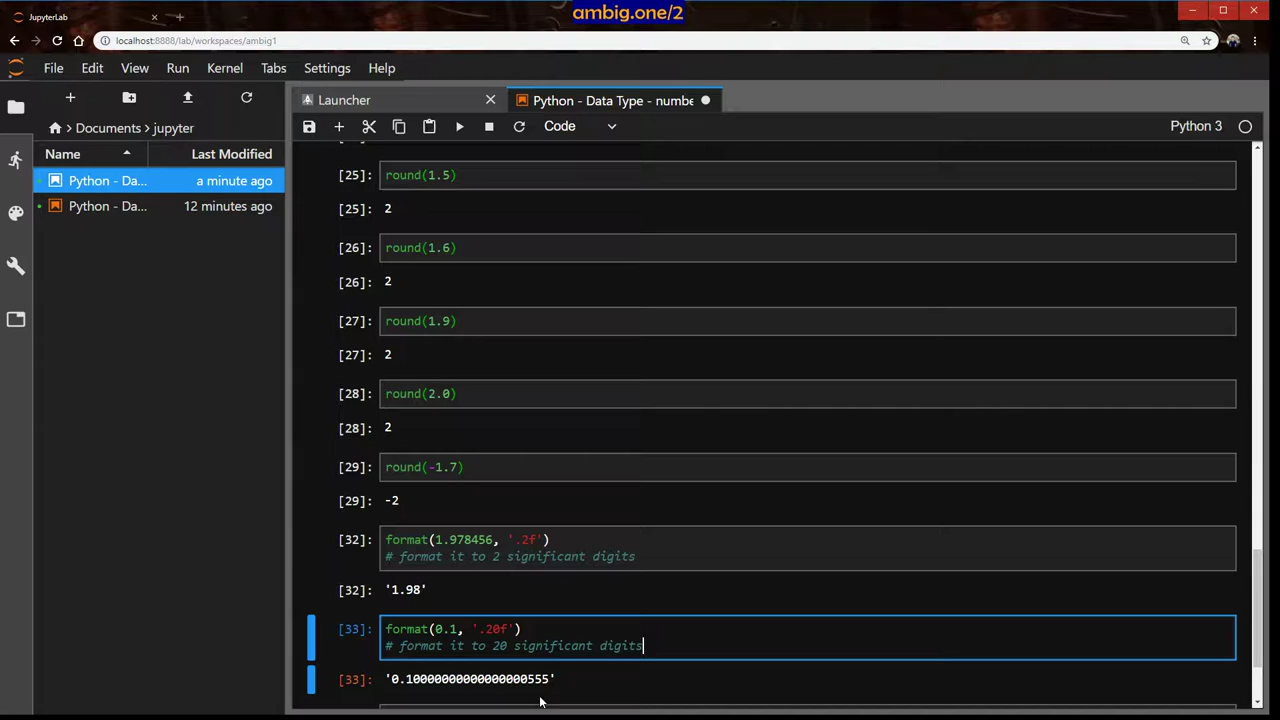 ambig.one/2
JupyterLab
localhost:8888/lab/workspaces/ambig1
File Edit View Run Kernel Tabs Settings Help
Launcher
Python - Data Type - numbe
Code
Python 3
Documents jupyter
Name Last Modified
Python - Da... a minute ago
Python - Da... 12 minutes ago
[25]: round(1.5)
[25]: 2
[26]: round(1.6)
[26]: 2
[27]: round(1.9)
[27]: 2
[28]: round(2.0)
[28]: 2
[29]: round(-1.7)
[29]: -2
[32]: format(1.978456, '.2f')
# format it to 2 significant digits
[32]: '1.98'
[33]: format(0.1, '.20f')
# format it to 20 significant digits
[33]: '0.10000000000000000555'